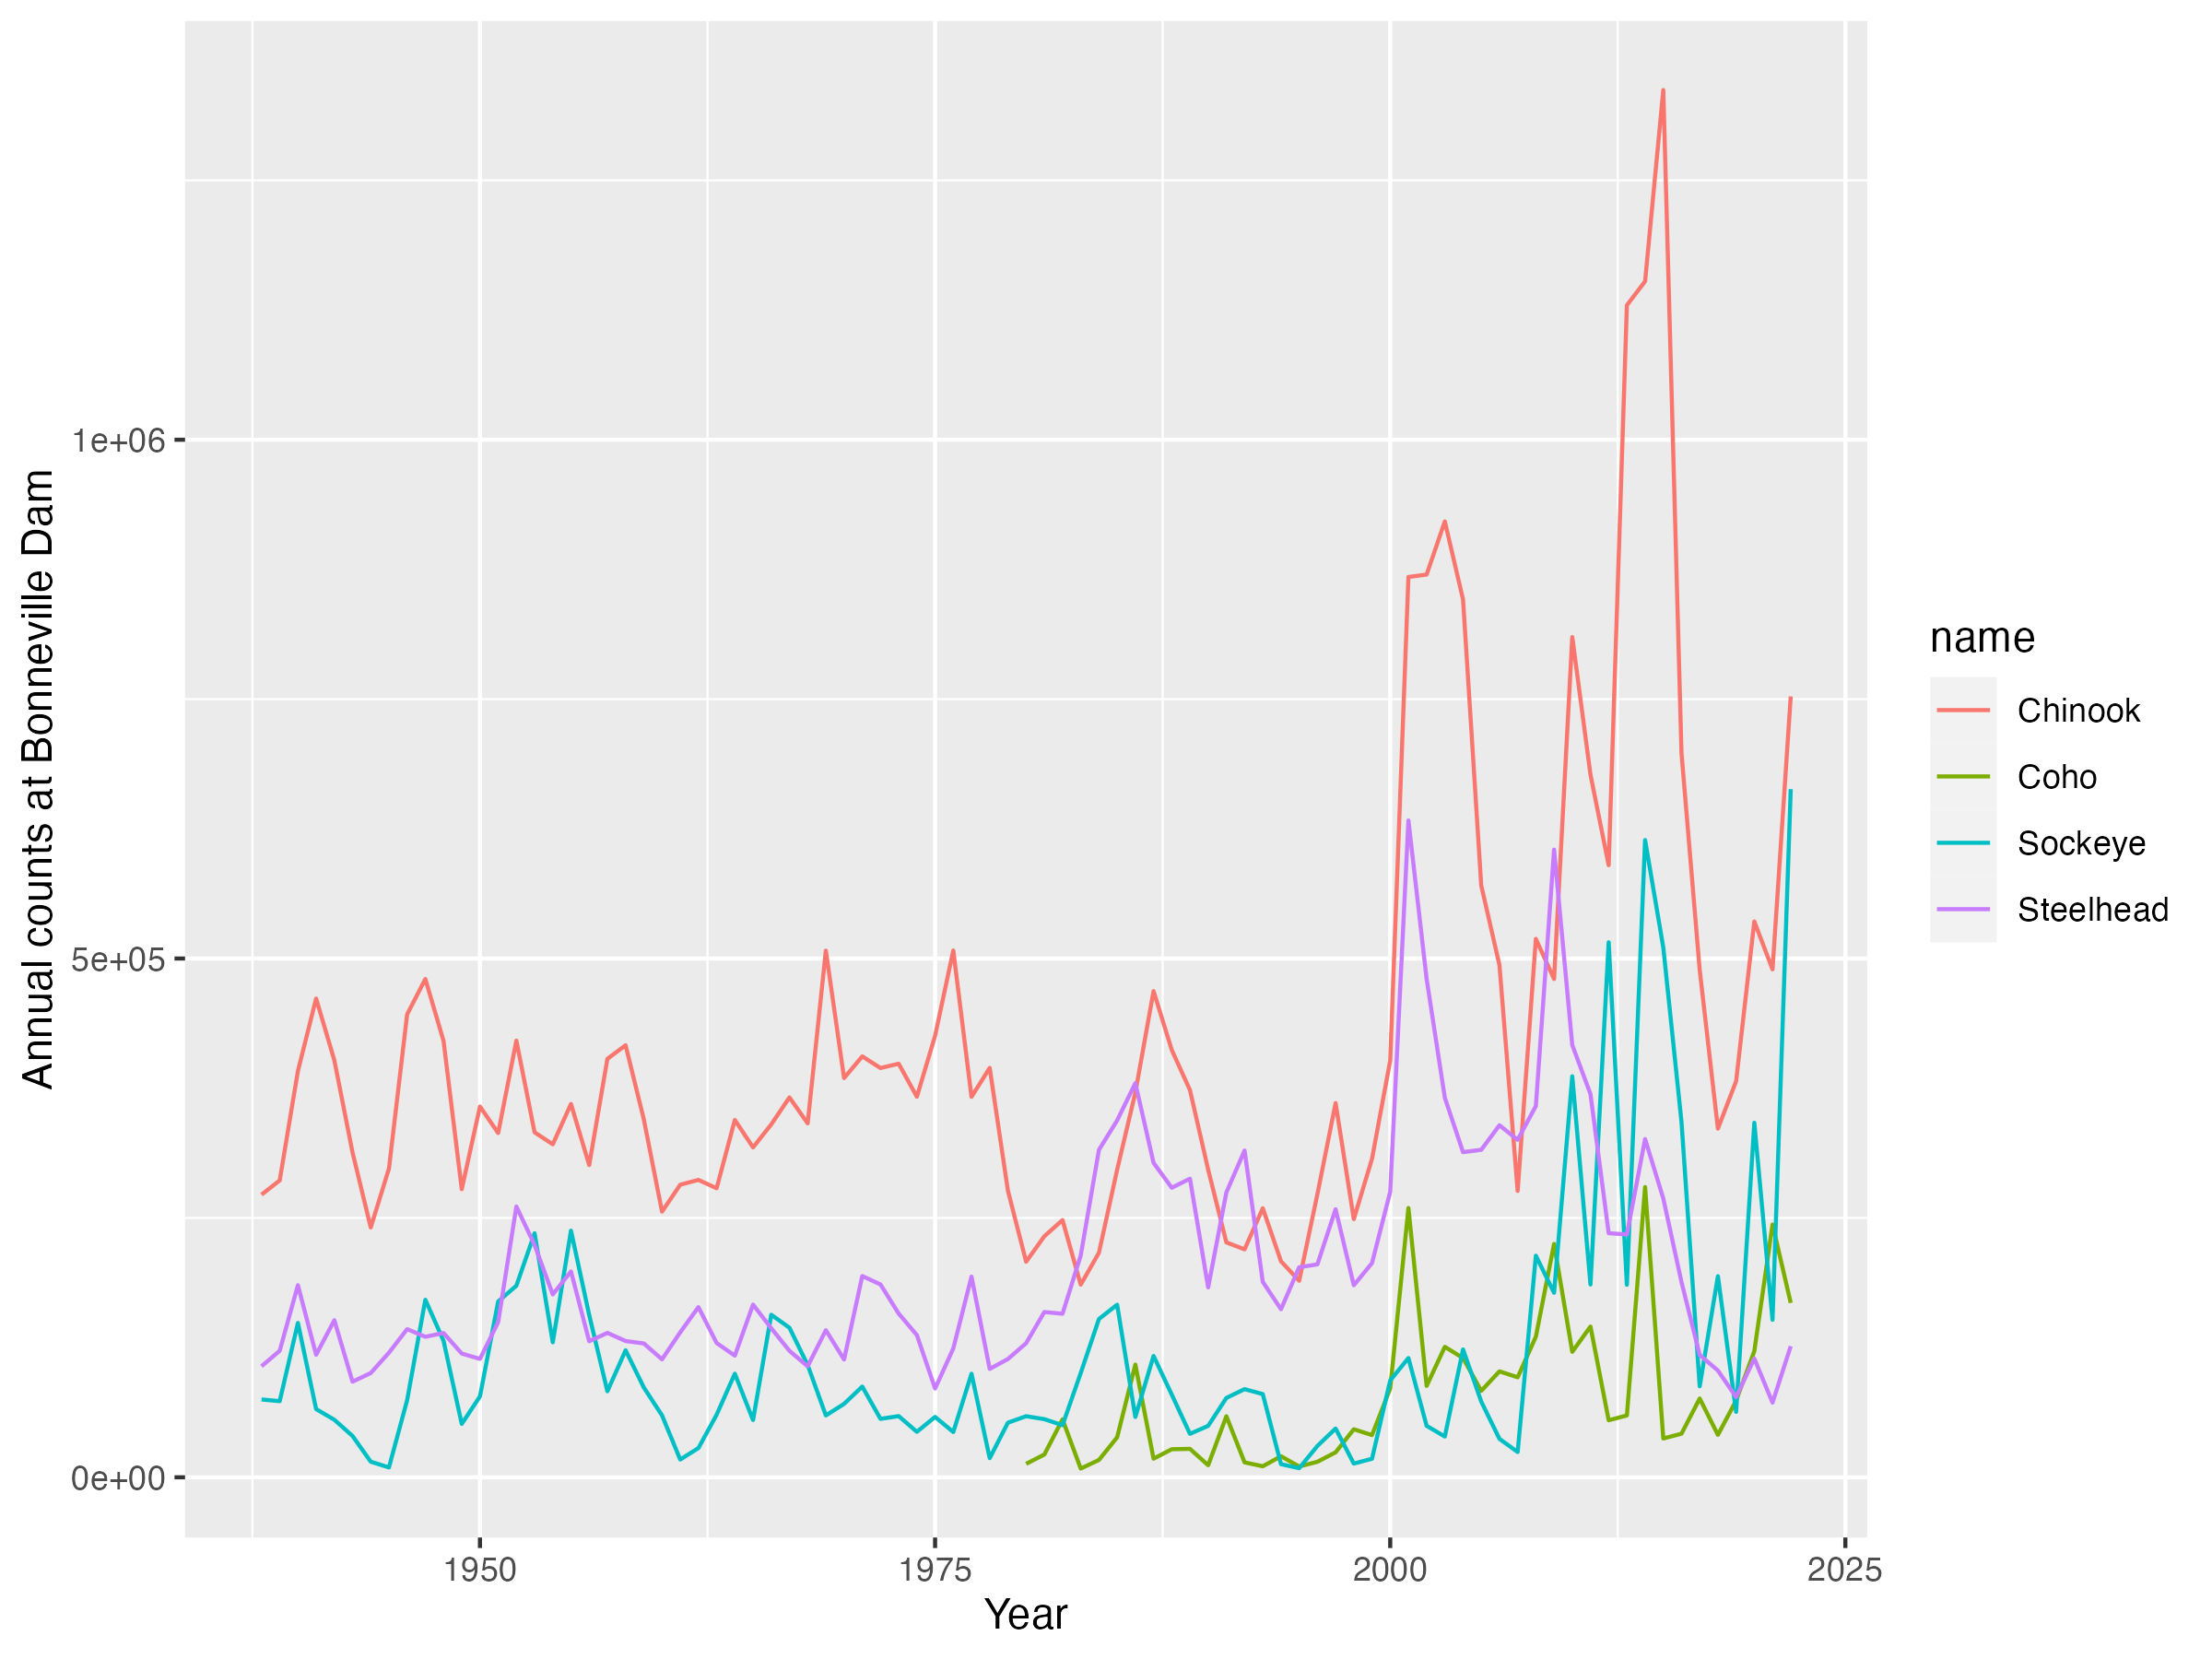 Annual counts at Bonneville Dam
1e+06
5e+05
0e+00
1950 1975 2000 2025
Year
name
Chinook
Coho
Sockeye
Steelhead